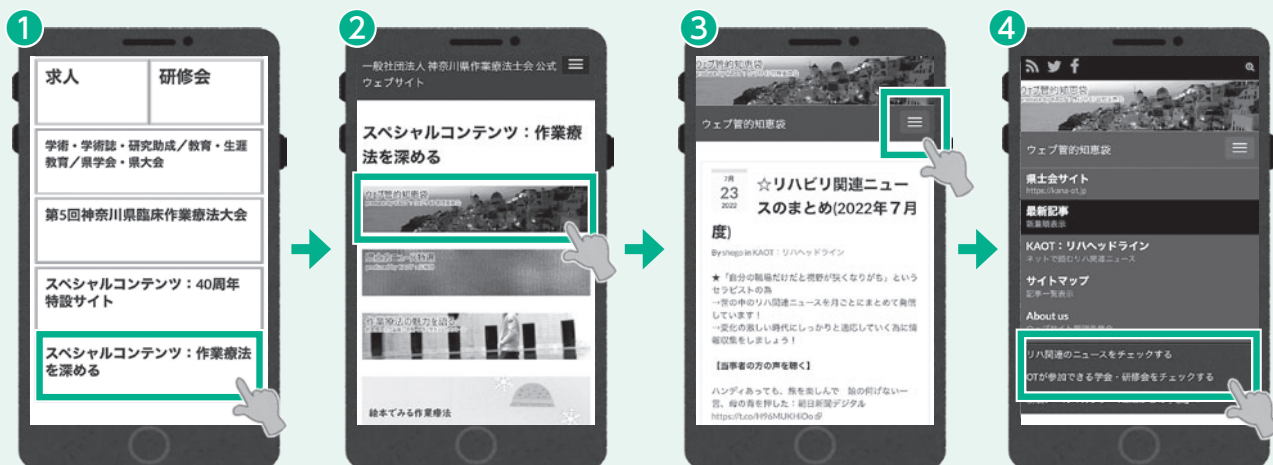 1
求人
研修会
学術・学術誌・研究助成／教育・生涯
教育／県学会・県大会
第5回神奈川県臨床作業療法大会
スペシャルコンテンツ：40周年
特設サイト
スペシャルコンテンツ：作業療法
を深める
2
一般社団法人 神奈川県作業療法士会 公式
ウェブサイト
スペシャルコンテンツ：作業療
法を深める
ウェブ管的知恵袋
県士会ニュース特選
作業療法の魅力を語る
絵本でみる作業療法
3
ウェブ管的知恵袋
ウェブ管的知恵袋
7月
23
2022
☆リハビリ関連ニュー
スのまとめ(2022年７月
度)
By shogo in KAOT：リハヘッドライン
★「自分の職場だけだと視野が狭くなりがち」という
セラピストの為
→世の中のリハ関連ニュースを月ごとにまとめて発信
しています！
→変化の激しい時代にしっかりと適応していく為に情
報収集をしましょう！
【当事者の方の声を聴く】
ハンディあっても、旅を楽しんで　娘の何げない一
言、母の背を押した：朝日新聞デジタル
https://t.co/H96MUKHiOo
4
ウェブ管的知恵袋
ウェブ管的知恵袋
県士会サイト
https://kana-ot.jp
最新記事
新着順表示
KAOT：リハヘッドライン
ネットで読むリハ関連ニュース
サイトマップ
記事一覧表示
About us
リハ関連のニュースをチェックする
OTが参加できる学会・研修会をチェックする